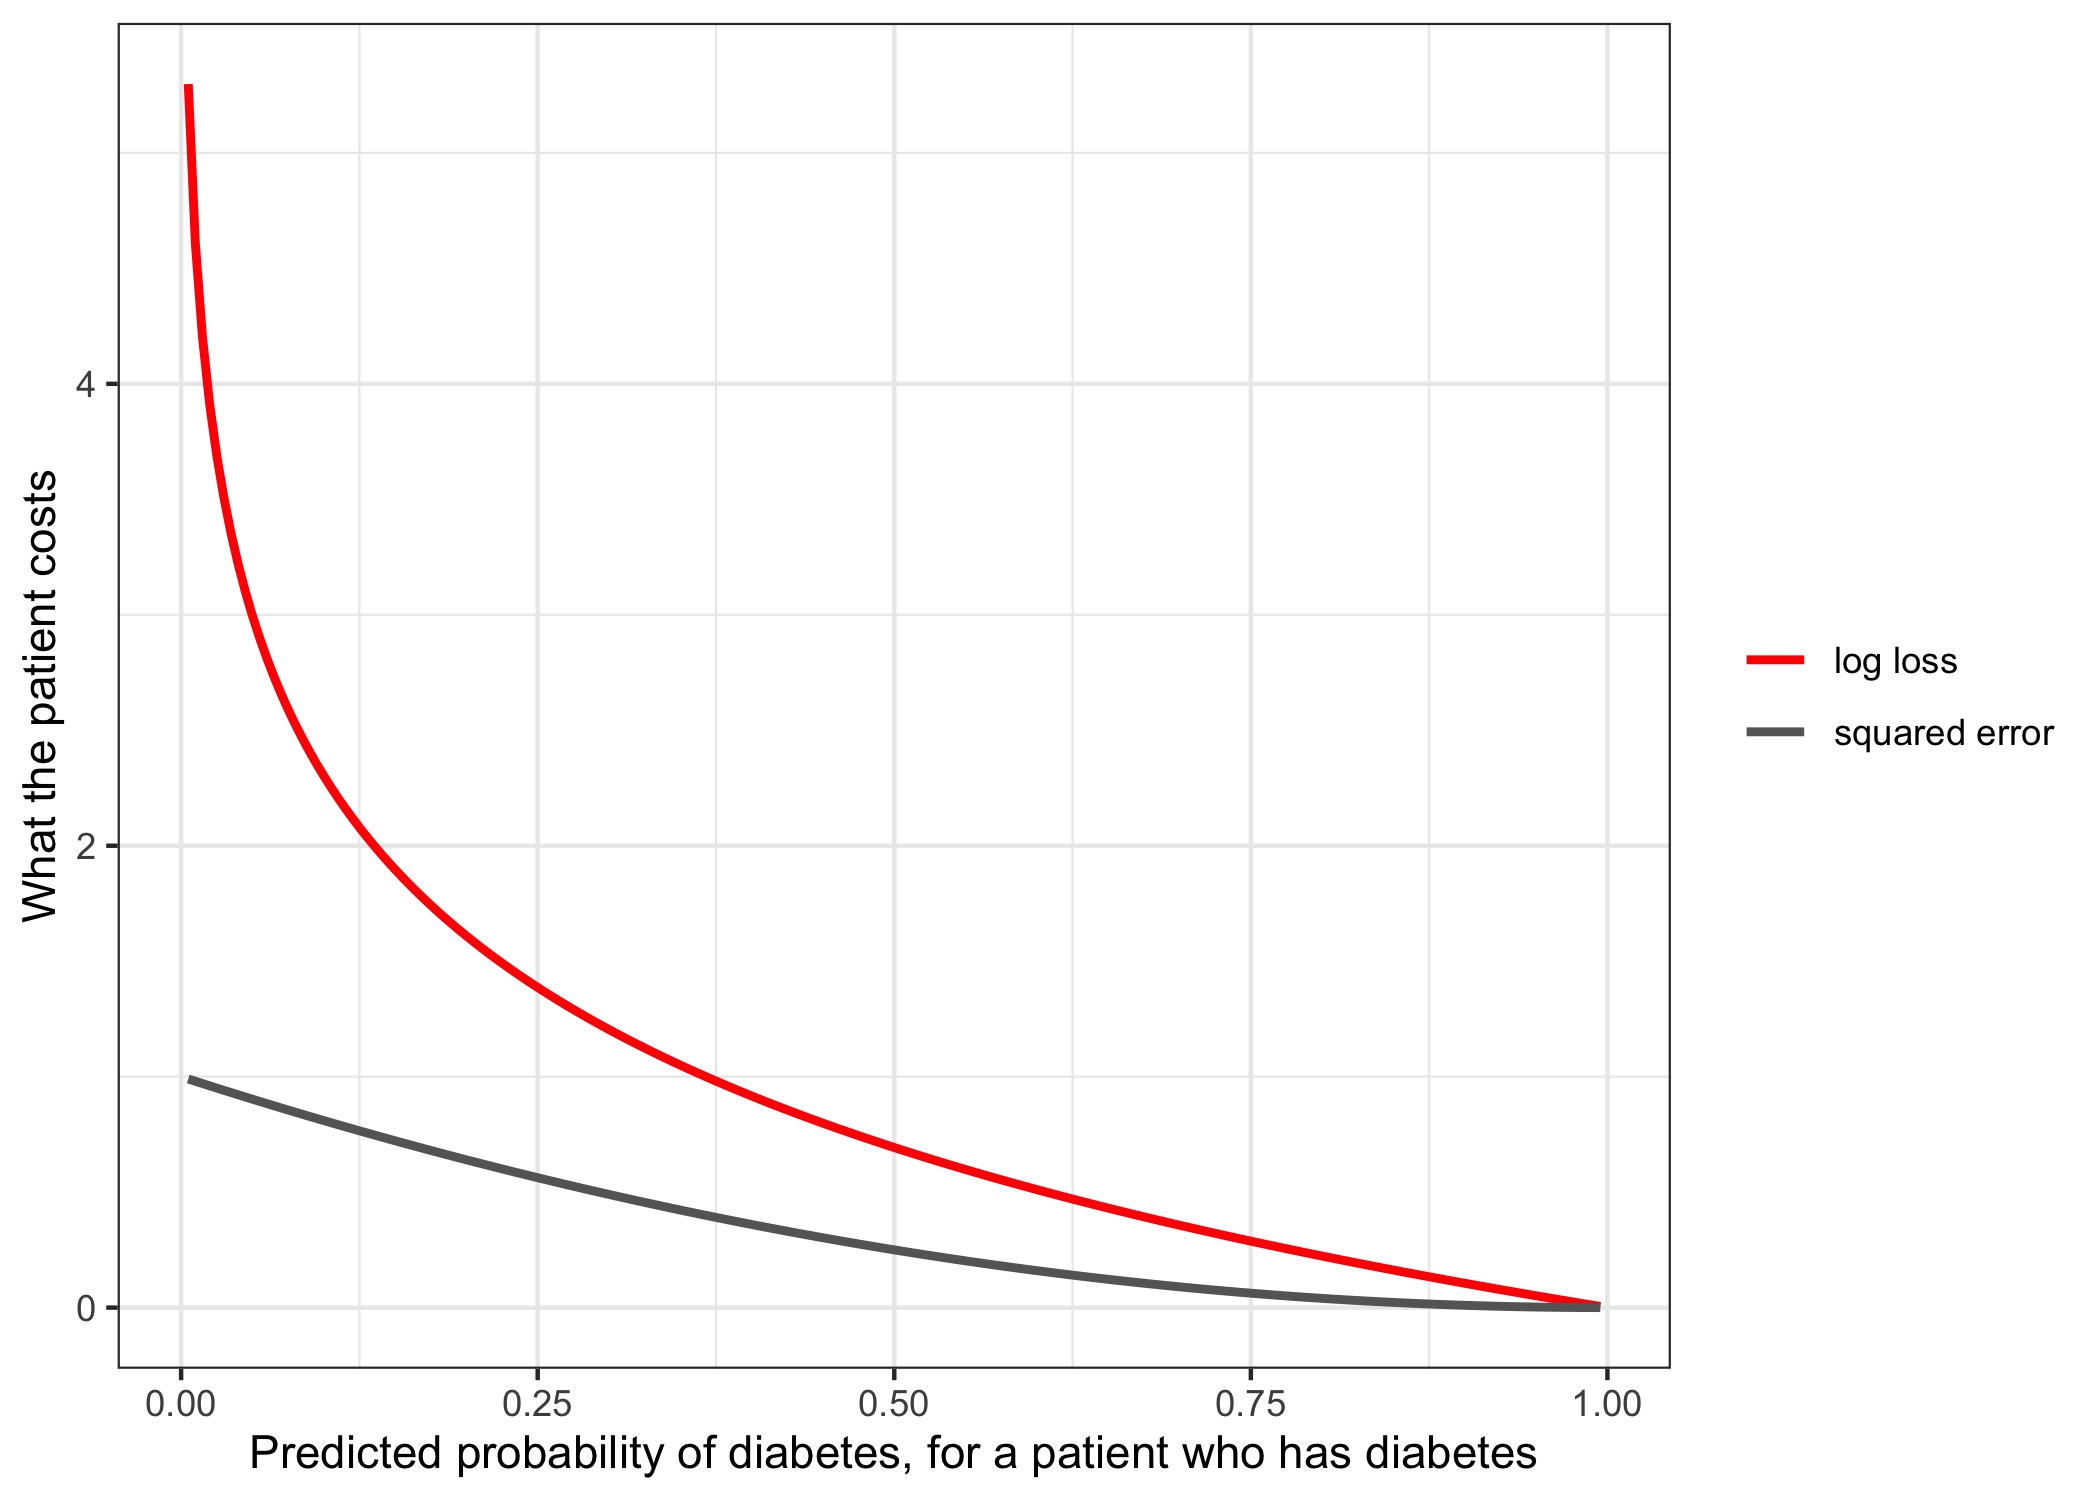 What the patient costs
4
2
0
0.00 0.25 0.50 0.75 1.00
Predicted probability of diabetes, for a patient who has diabetes
log loss
squared error